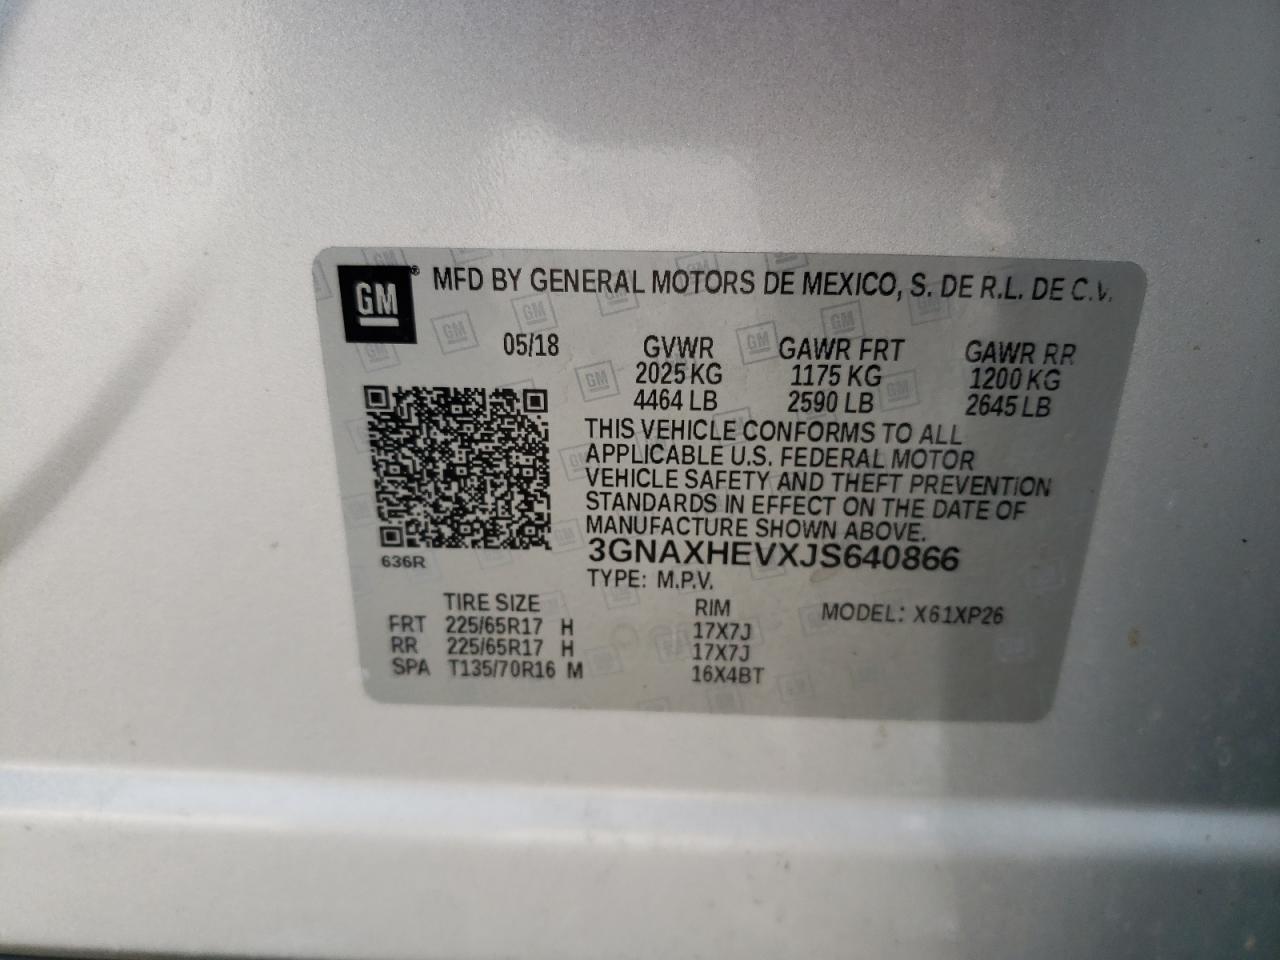 GM® MFD BY GENERAL MOTORS DE MEXICO, S. DE R.L. DE C.V.
05/18 GVWR GAWR FRT GAWR RR
2025 KG 1175 KG 1200 KG
4464 LB 2590 LB 2645 LB
THIS VEHICLE CONFORMS TO ALL
APPLICABLE U.S. FEDERAL MOTOR
VEHICLE SAFETY AND THEFT PREVENTION
STANDARDS IN EFFECT ON THE DATE OF
MANUFACTURE SHOWN ABOVE.
3GNAXHEVXJS640866
636R
TYPE: M.P.V.
TIRE SIZE RIM MODEL: X61XP26
FRT 225/65R17 H 17X7J
RR 225/65R17 H 17X7J
SPA T135/70R16 M 16X4BT